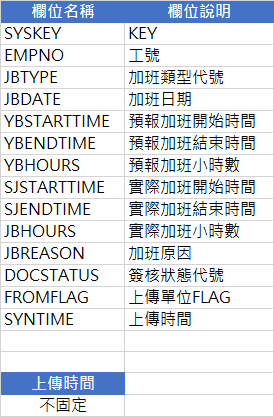 欄位名稱 欄位說明
SYSKEY KEY
EMPNO 工號
JBTYPE 加班類型代號
JBDATE 加班日期
YBSTARTTIME 預報加班開始時間
YBENDTIME 預報加班結束時間
YBHOURS 預報加班小時數
SJSTARTTIME 實際加班開始時間
SJENDTIME 實際加班結束時間
JBHOURS 實際加班小時數
JBREASON 加班原因
DOCSTATUS 簽核狀態代號
FROMFLAG 上傳單位FLAG
SYNTIME 上傳時間
上傳時間
不固定